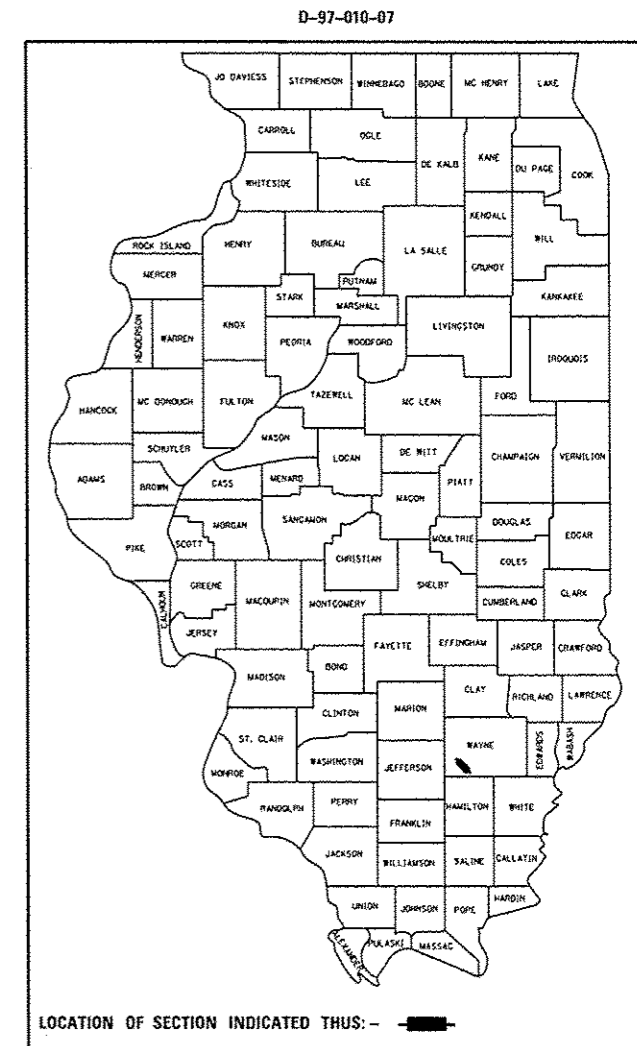 D-97-010-07
JO DAVIESS STEPHENSON WINNEBAGO BOONE MC HENRY LAKE
CARROLL OGLE DE KALB KANE DU PAGE COOK
WHITESIDE LEE KENDALL WILL
ROCK ISLAND HENRY BUREAU LA SALLE GRUNDY
MERCER PUTNAM KANKAKEE
STARK MARSHALL
HENDERSON WARREN KNOX PEORIA WOODFORD LIVINGSTON IROQUOIS
HANCOCK MC DONOUGH FULTON TAZEWELL MC LEAN FORD
MASON
SCHUYLER LOGAN DE WITT CHAMPAIGN VERMILION
ADAMS BROWN CASS MENARD PIATT
MACON
MORGAN SANGAMON DOUGLAS
PIKE SCOTT MOULTRIE EDGAR
CHRISTIAN COLES
GREENE SHELBY
CALHOUN MACOUPIN MONTGOMERY CUMBERLAND CLARK
JERSEY
FAYETTE EFFINGHAM JASPER CRAWFORD
MADISON BOND
CLAY RICHLAND LAWRENCE
CLINTON MARION
ST. CLAIR WAYNE EDWARDS WABASH
MONROE WASHINGTON JEFFERSON
RANDOLPH PERRY HAMILTON WHITE
FRANKLIN
JACKSON WILLIAMSON SALINE GALLATIN
UNION JOHNSON POPE HARDIN
ALEXANDER PULASKI MASSAC
LOCATION OF SECTION INDICATED THUS: -